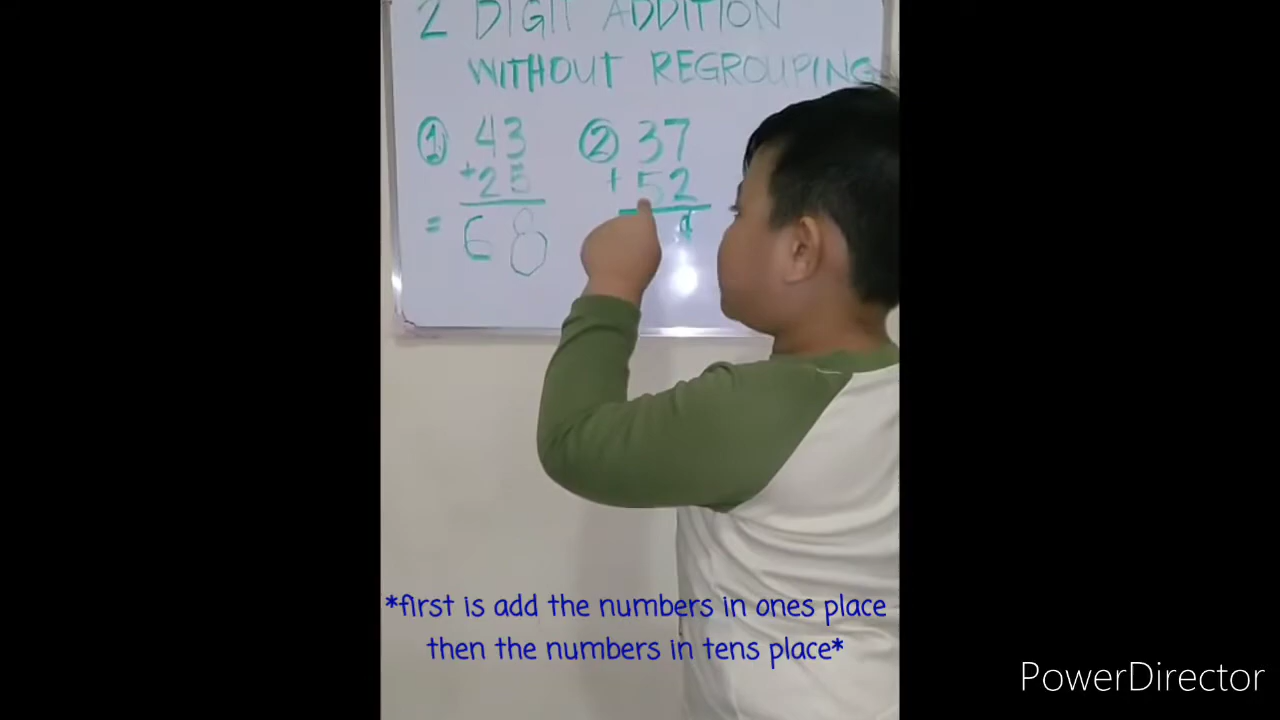 2 DIGIT ADDITION
WITHOUT REGROUPING
① 43
+25
= 68
② 37
+ 52
9
*first is add the numbers in ones place
then the numbers in tens place*
PowerDirector